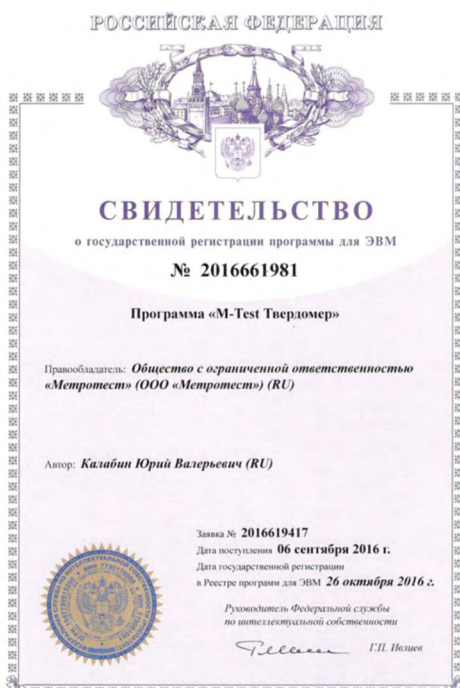 РОССИЙСКАЯ ФЕДЕРАЦИЯ
СВИДЕТЕЛЬСТВО
о государственной регистрации программы для ЭВМ
№ 2016661981
Программа «M-Test Твердомер»
Правообладатель: Общество с ограниченной ответственностью
«Метротест» (ООО «Метротест») (RU)
Автор: Калабин Юрий Валерьевич (RU)
Заявка № 2016619417
Дата поступления 06 сентября 2016 г.
Дата государственной регистрации
в Реестре программ для ЭВМ 26 октября 2016 г.
Руководитель Федеральной службы
по интеллектуальной собственности
Г.П. Ивлиев